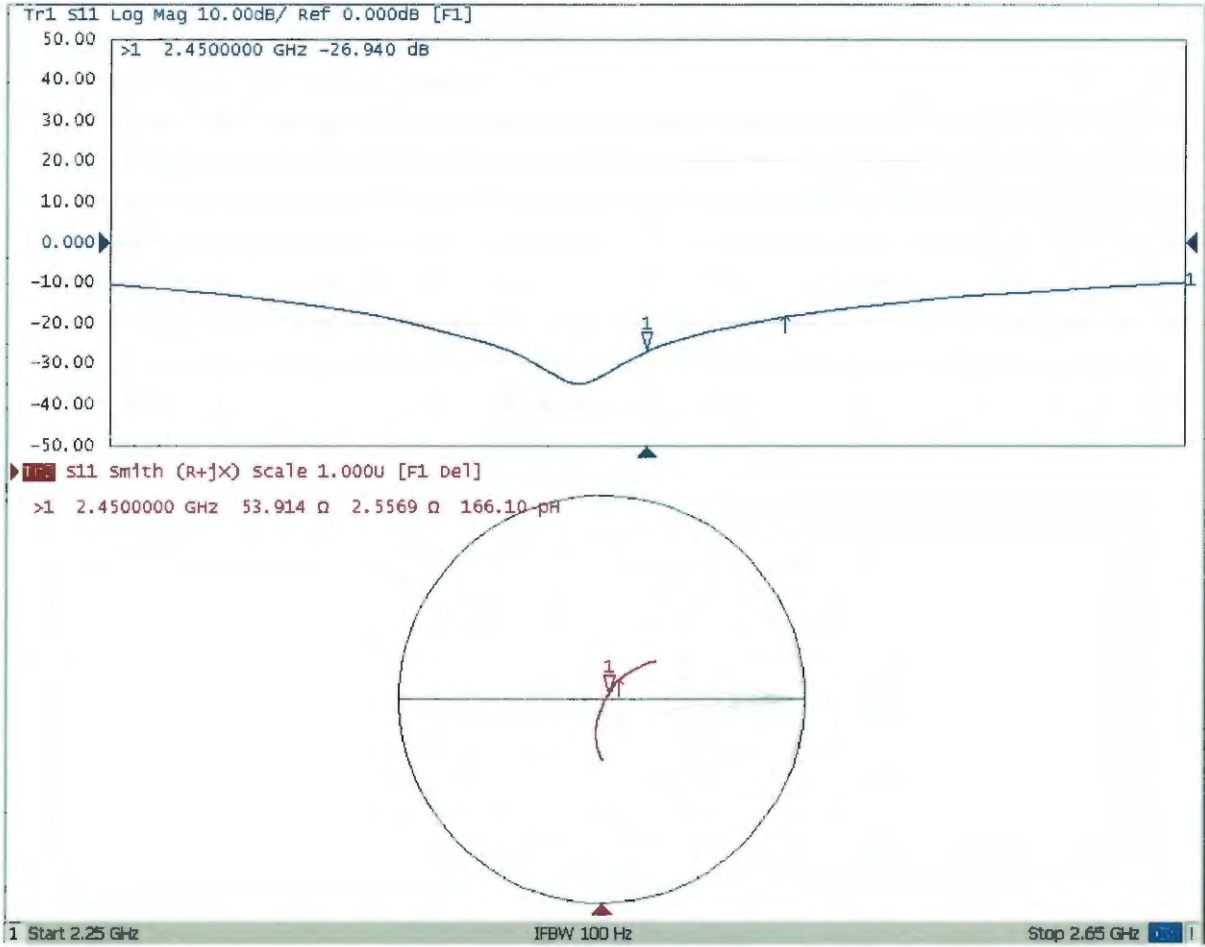 Tr1 S11 Log Mag 10.00dB/ Ref 0.000dB [F1]
50.00
>1 2.4500000 GHz -26.940 dB
40.00
30.00
20.00
10.00
0.000
-10.00
1
-20.00
1
-30.00
-40.00
-50.00
S11 Smith (R+jX) Scale 1.000U [F1 Del]
>1 2.4500000 GHz 53.914 Ω 2.5569 Ω 166.10 pH
1
1 Start 2.25 GHz IFBW 100 Hz Stop 2.65 GHz !